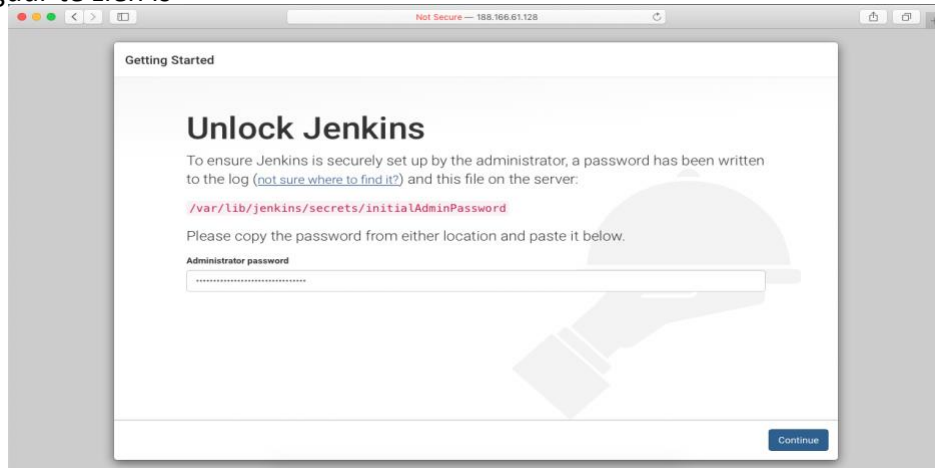 Not Secure — 188.166.61.128
Getting Started
Unlock Jenkins
To ensure Jenkins is securely set up by the administrator, a password has been written
to the log (not sure where to find it?) and this file on the server:
/var/lib/jenkins/secrets/initialAdminPassword
Please copy the password from either location and paste it below.
Administrator password
Continue